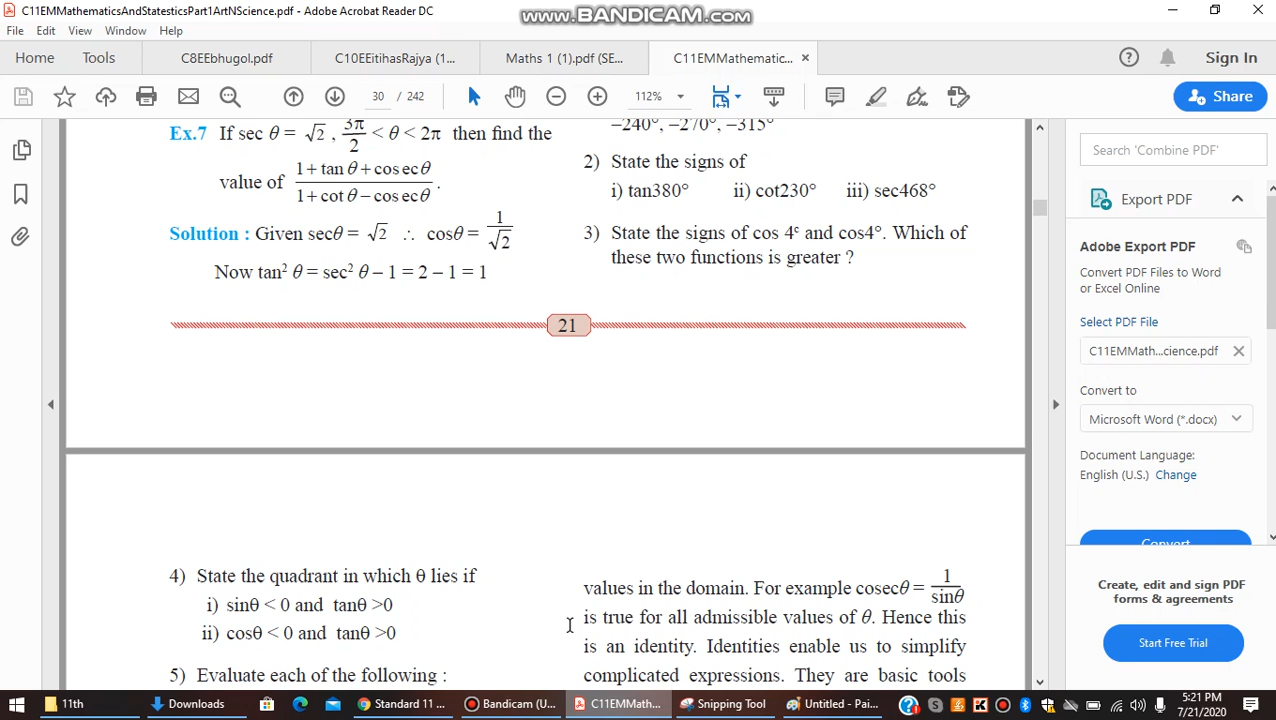 C11EMMathematicsAndStatesticsPart1ArtNScience.pdf - Adobe Acrobat Reader DC
www.BANDICAM.com
File Edit View Window Help
Home Tools C8EEbhugol.pdf C10EEitihasRajya (1... Maths 1 (1).pdf (SE... C11EMMathematic... × Sign In
30 / 242 112% Share
Ex.7 If sec θ = √2 , 3π/2 < θ < 2π then find the
value of (1+tan θ+cos ec θ)/(1+cot θ−cos ec θ) .
Solution : Given secθ = √2 ∴ cosθ = 1/√2
Now tan² θ = sec² θ − 1 = 2 − 1 = 1
−240°, −270°, −315°
2) State the signs of
i) tan380° ii) cot230° iii) sec468°
3) State the signs of cos 4ᶜ and cos4°. Which of
these two functions is greater ?
21
4) State the quadrant in which θ lies if
i) sinθ < 0 and tanθ >0
ii) cosθ < 0 and tanθ >0
5) Evaluate each of the following :
values in the domain. For example cosecθ = 1/sinθ
is true for all admissible values of θ. Hence this
is an identity. Identities enable us to simplify
complicated expressions. They are basic tools
Search 'Combine PDF'
Export PDF
Adobe Export PDF
Convert PDF Files to Word
or Excel Online
Select PDF File
C11EMMath...cience.pdf ×
Convert to
Microsoft Word (*.docx)
Document Language:
English (U.S.) Change
Convert
Create, edit and sign PDF
forms & agreements
Start Free Trial
11th Downloads Standard 11 ... Bandicam (U... C11EMMath... Snipping Tool Untitled - Pai... 5:21 PM
7/21/2020